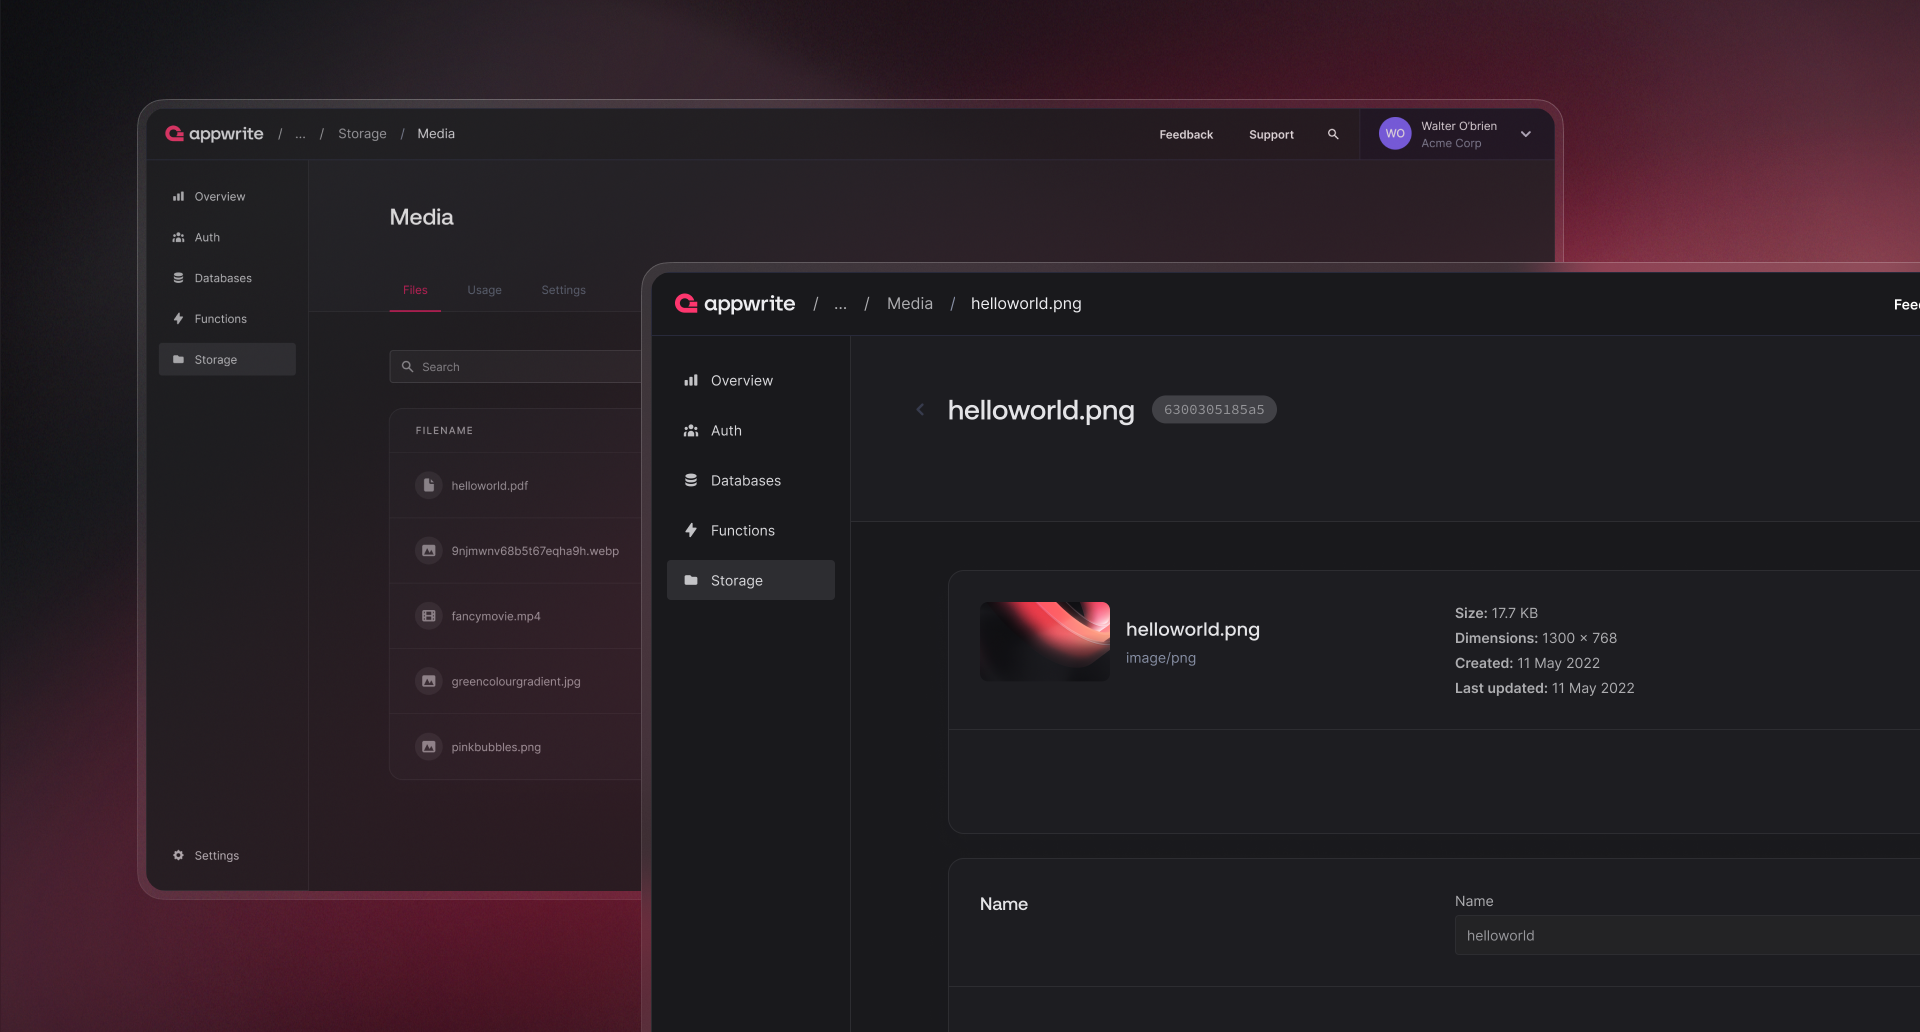 appwrite / ... / Storage / Media
Feedback Support
WO Walter O'brien
Acme Corp
Overview
Auth
Databases
Functions
Storage
Settings
Media
Files Usage Settings
Search
FILENAME
helloworld.pdf
9njmwnv68b5t67eqha9h.webp
fancymovie.mp4
greencolourgradient.jpg
pinkbubbles.png
appwrite / ... / Media / helloworld.png
Fee
Overview
Auth
Databases
Functions
Storage
helloworld.png 6300305185a5
helloworld.png
image/png
Size: 17.7 KB
Dimensions: 1300 × 768
Created: 11 May 2022
Last updated: 11 May 2022
Name
Name
helloworld